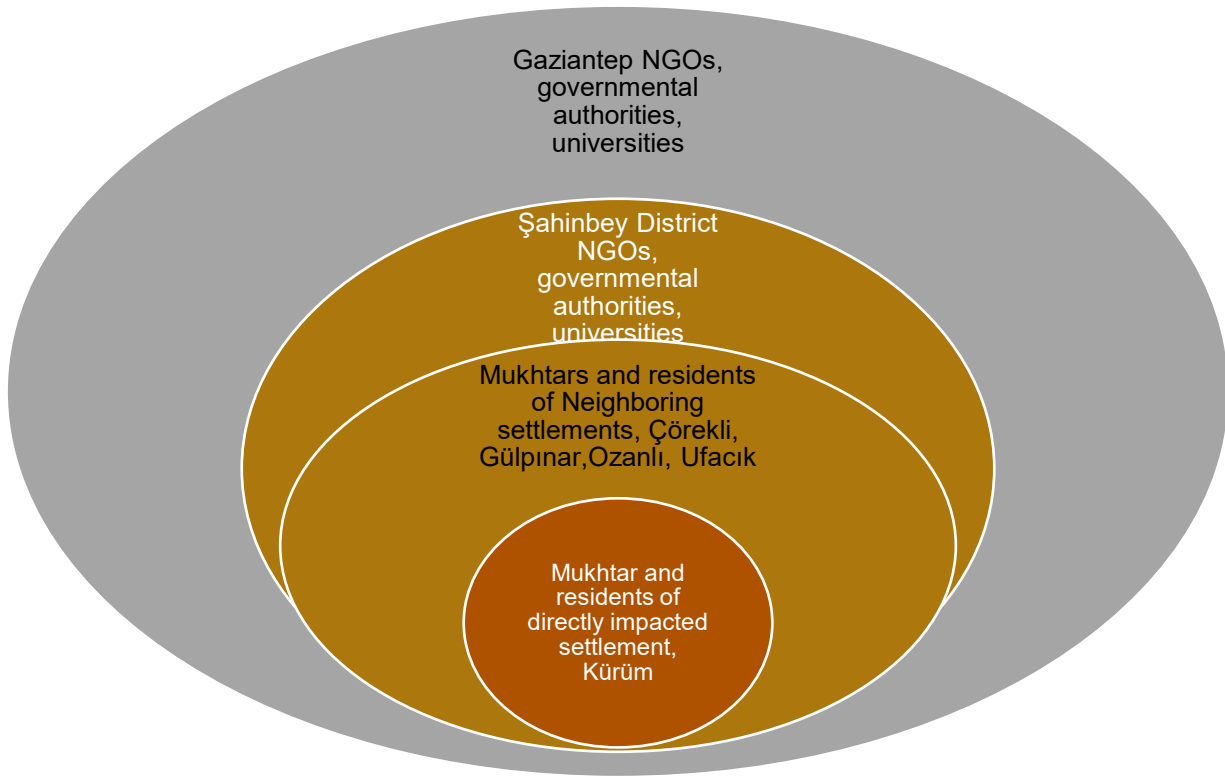 Gaziantep NGOs,
governmental
authorities,
universities
Şahinbey District
NGOs,
governmental
authorities,
universities
Mukhtars and residents
of Neighboring
settlements, Çörekli,
Gülpınar,Ozanlı, Ufacık
Mukhtar and
residents of
directly impacted
settlement,
Kürüm